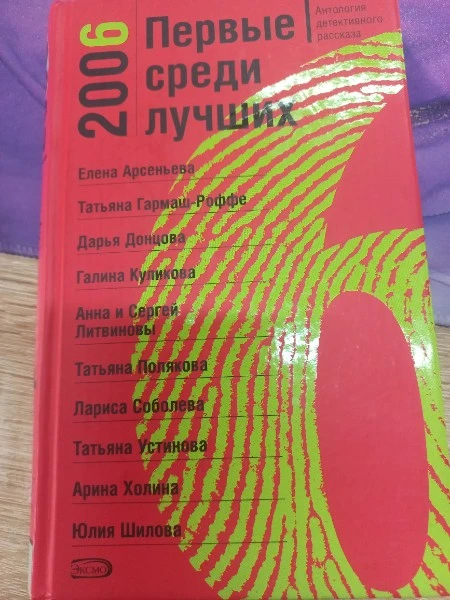 2006
Первые
среди
лучших
Антология
детективного
рассказа
Елена Арсеньева
Татьяна Гармаш-Роффе
Дарья Донцова
Галина Куликова
Анна и Сергей
Литвиновы
Татьяна Полякова
Лариса Соболева
Татьяна Устинова
Арина Холина
Юлия Шилова
ЭКСМО